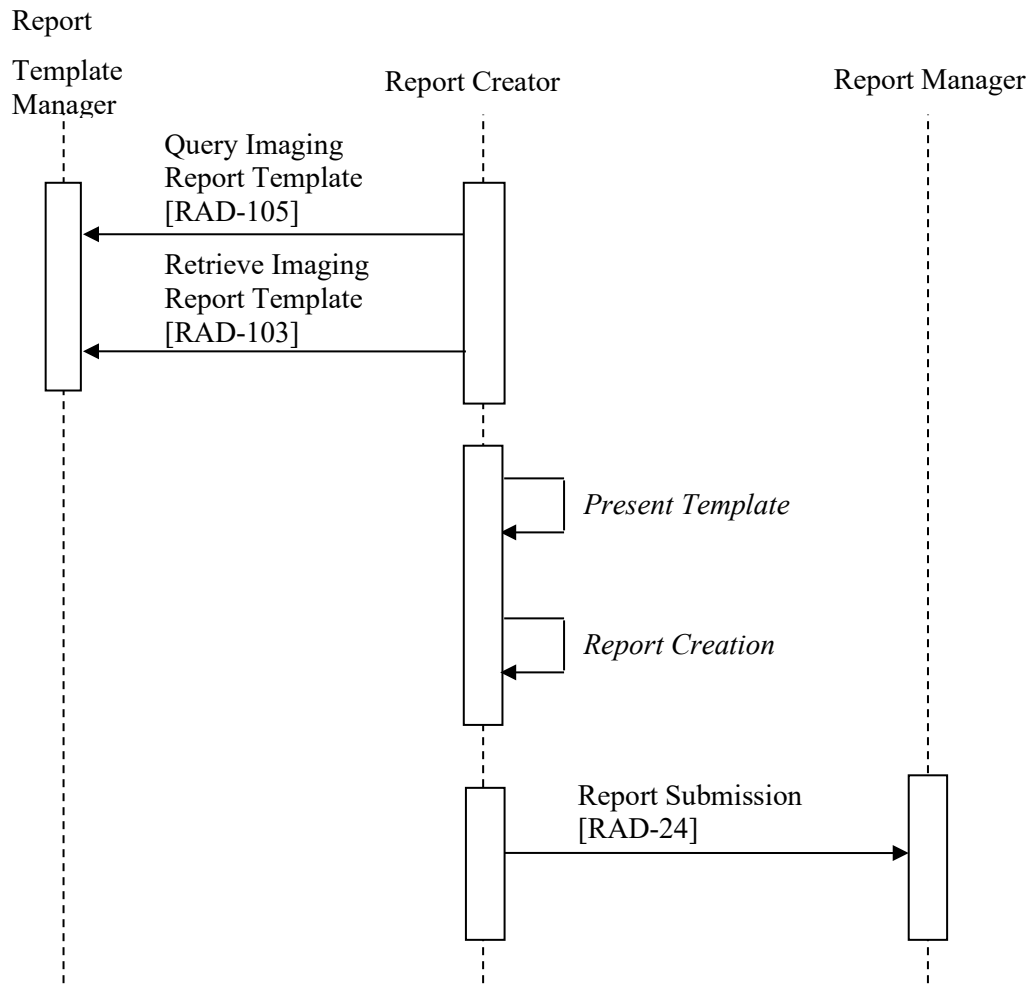 Report
Template
Manager
Report Creator
Report Manager
Query Imaging
Report Template
[RAD-105]
Retrieve Imaging
Report Template
[RAD-103]
Present Template
Report Creation
Report Submission
[RAD-24]